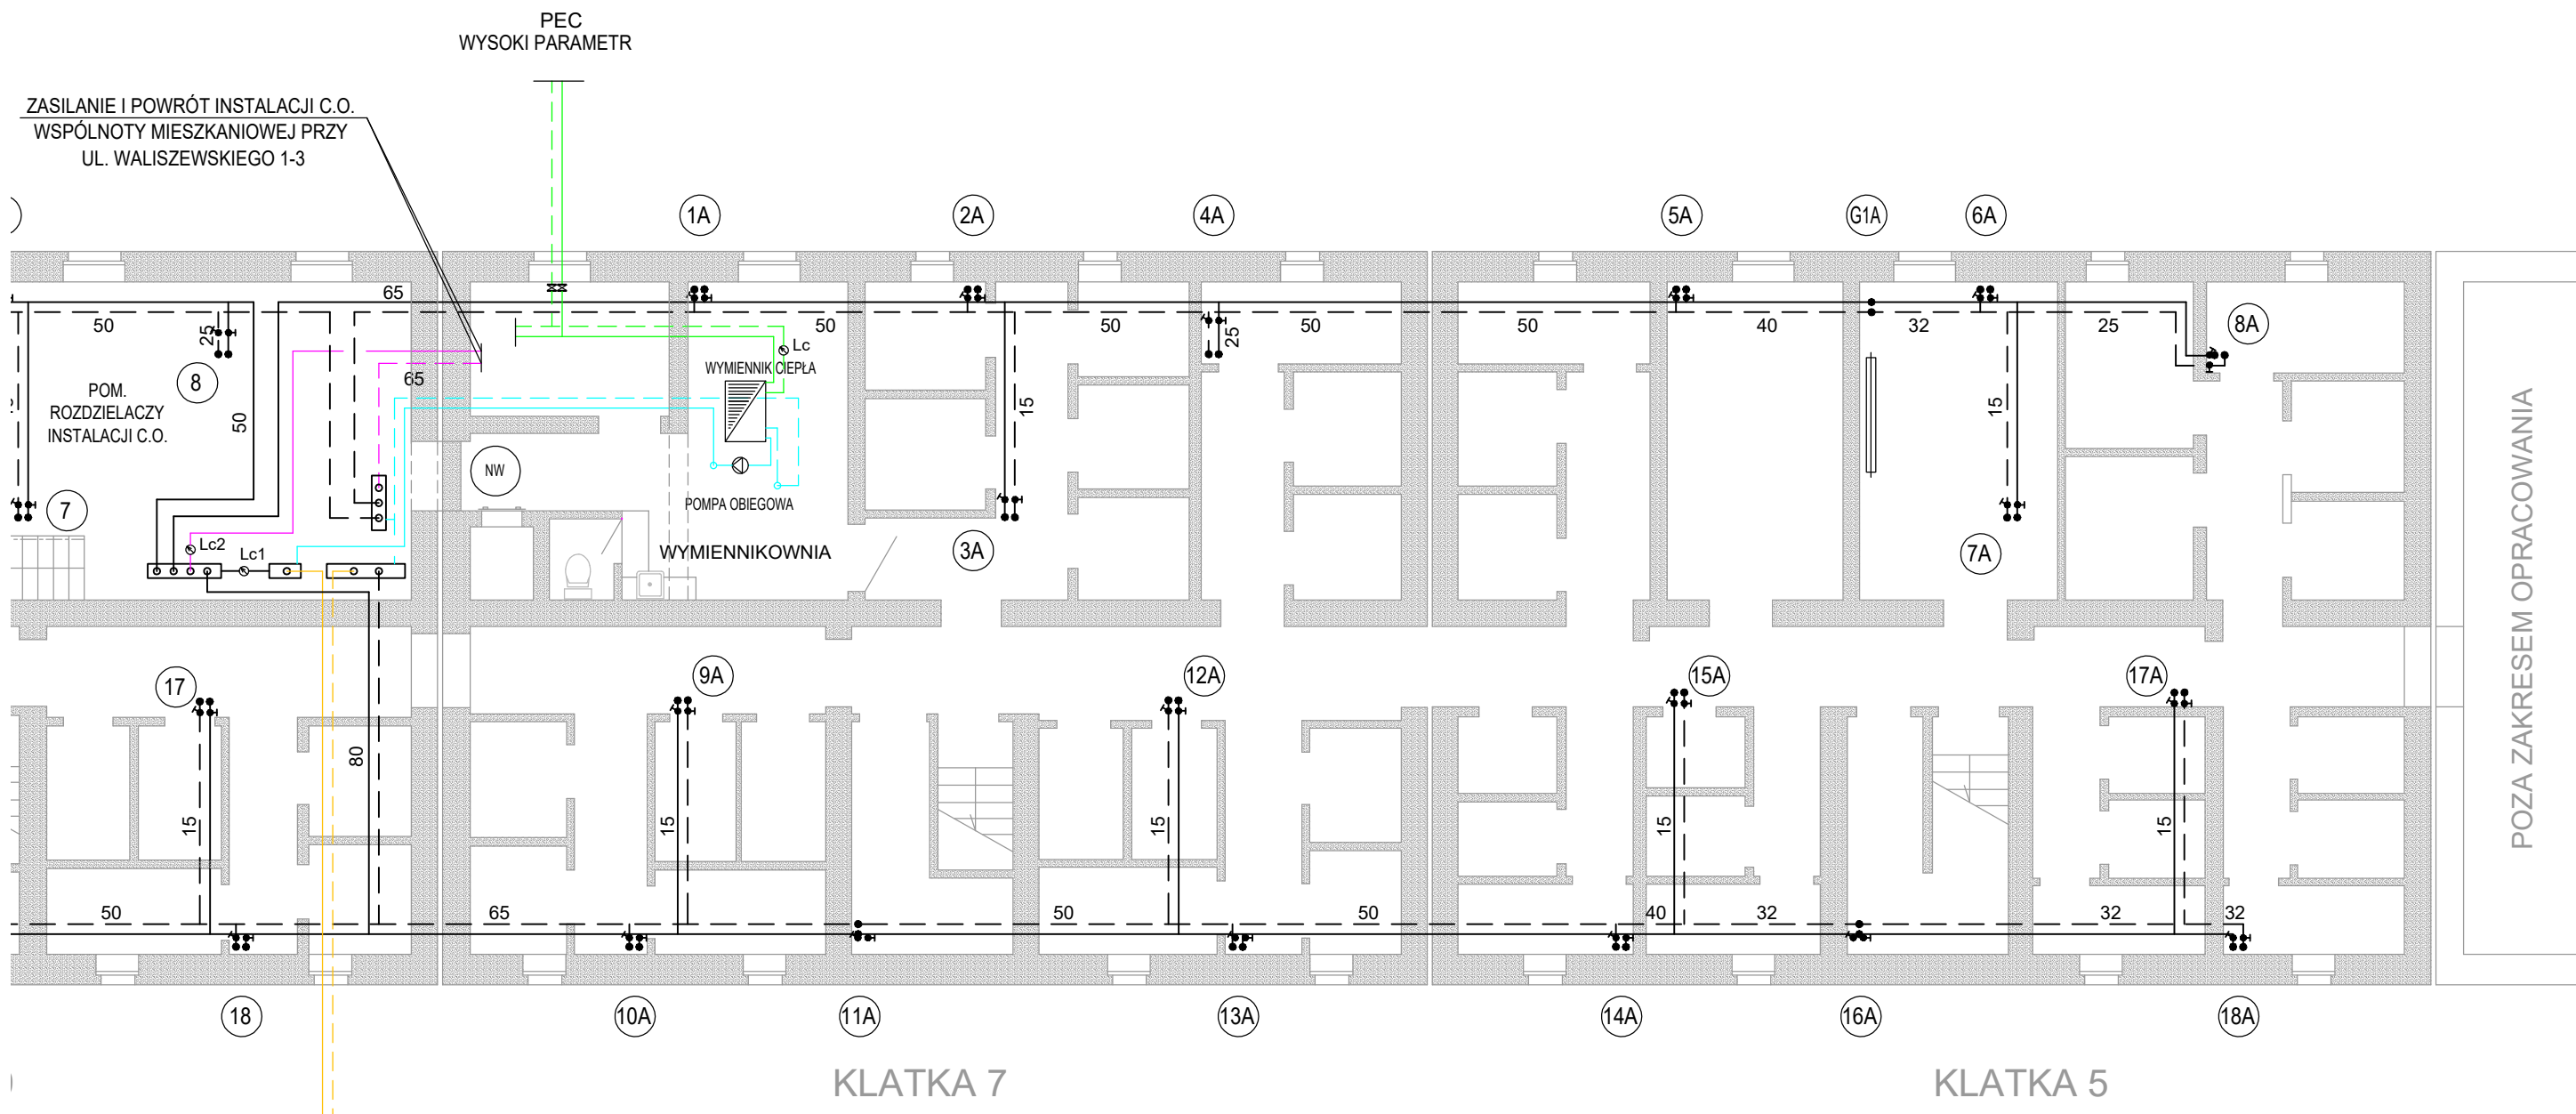 PEC
WYSOKI PARAMETR
ZASILANIE I POWRÓT INSTALACJI C.O.
WSPÓLNOTY MIESZKANIOWEJ PRZY
UL. WALISZEWSKIEGO 1-3
1A
2A
4A
5A
G1A
6A
65
50
50
50
50
50
40
32
25
8A
25
25
Lc
WYMIENNIK CIEPŁA
65
8
POM.
ROZDZIELACZY
INSTALACJI C.O.
50
15
15
NW
7
POMPA OBIEGOWA
Lc2
Lc1
WYMIENNIKOWNIA
3A
7A
POZA ZAKRESEM OPRACOWANIA
17
9A
12A
15A
17A
80
15
15
15
15
15
50
65
50
50
40
32
32
32
18
10A
11A
13A
14A
16A
18A
KLATKA 7
KLATKA 5